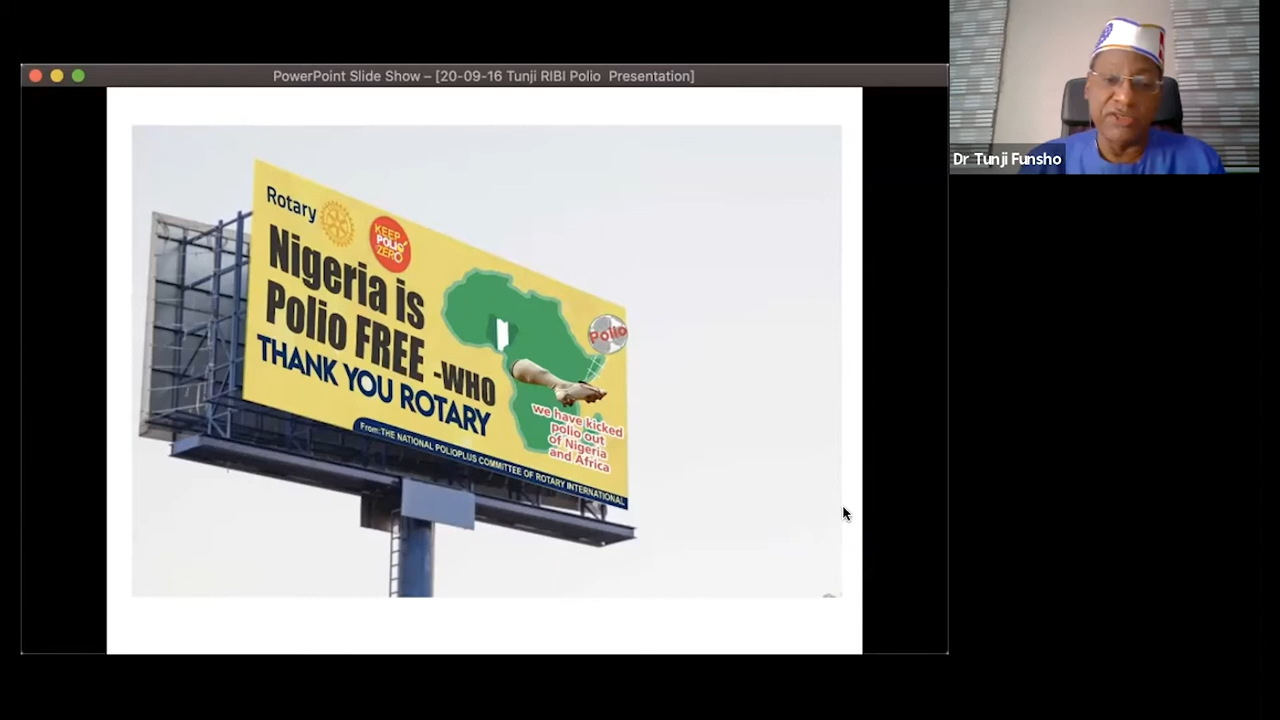 PowerPoint Slide Show – [20-09-16 Tunji RIBI Polio  Presentation]
Dr Tunji Funsho
Rotary
KEEP
POLIO
@ZERO
Nigeria is
Polio FREE -WHO
THANK YOU ROTARY
Polio
we have kicked
polio out
of Nigeria
and Africa
From:THE NATIONAL POLIOPLUS COMMITTEE OF ROTARY INTERNATIONAL